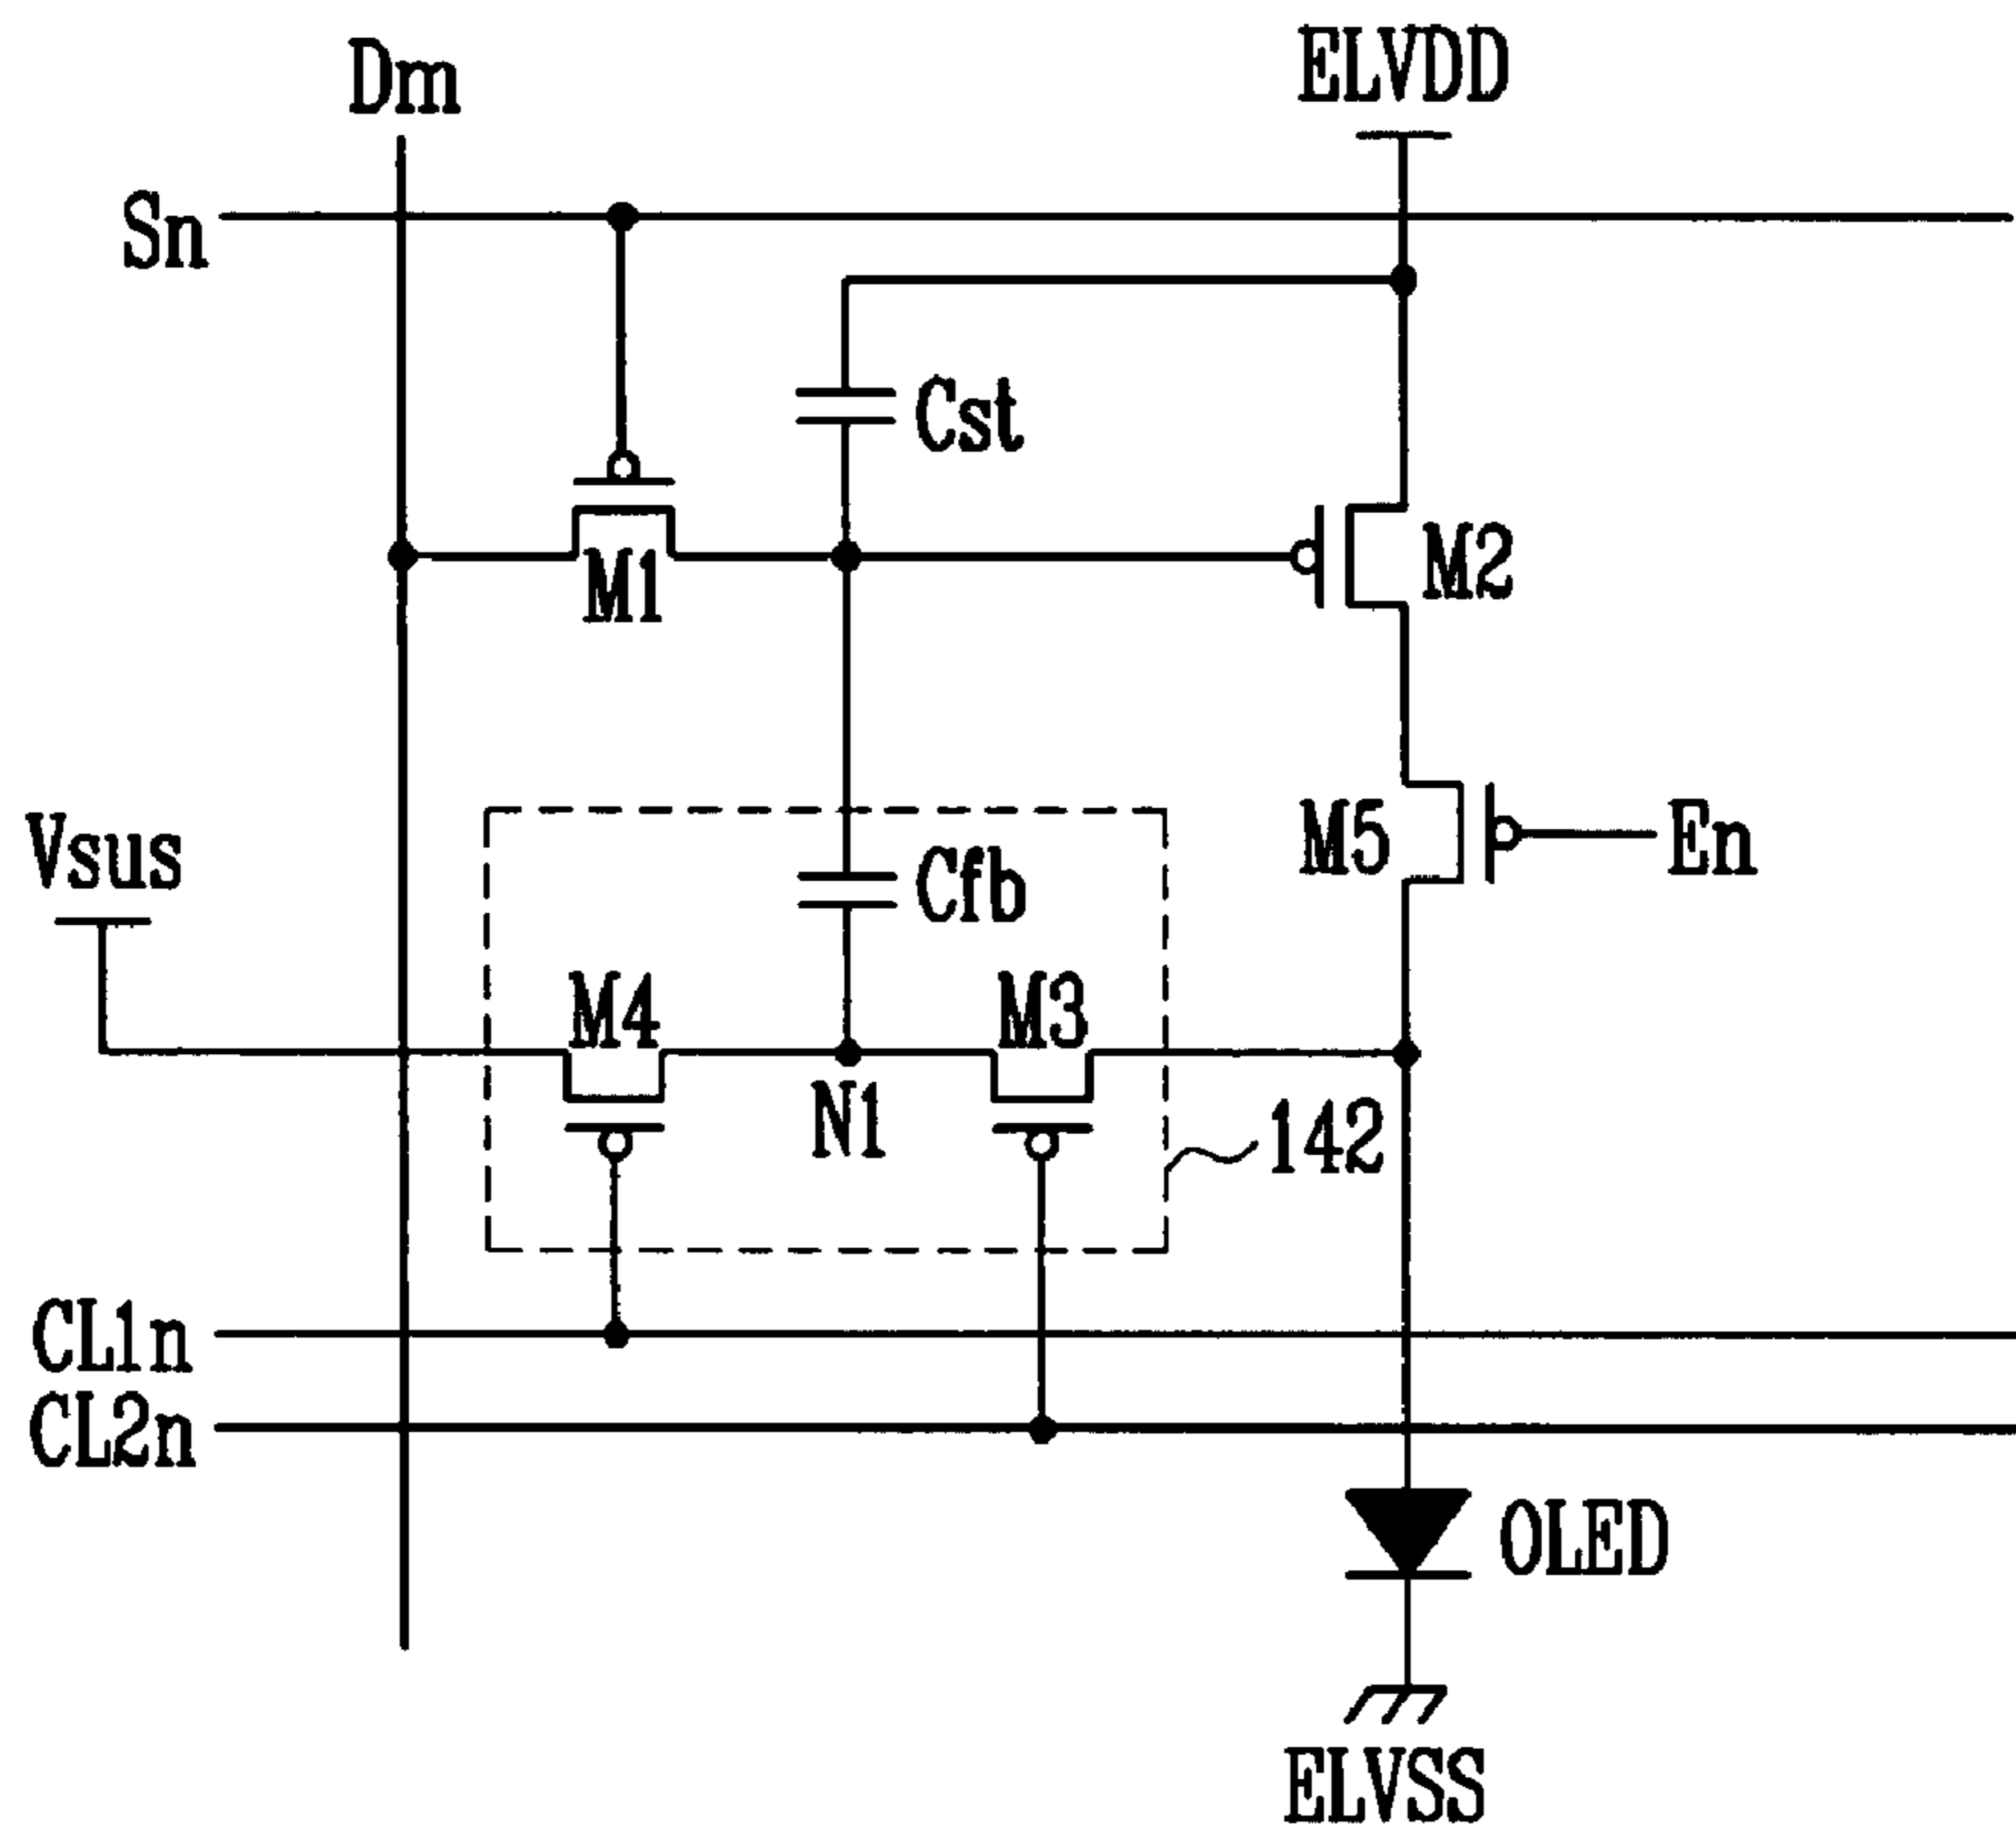 Dm
ELVDD
Sn
Cst
M1
M2
Vsus
Cfb
M5
En
M4
M3
N1
142
CL1n
CL2n
OLED
ELVSS